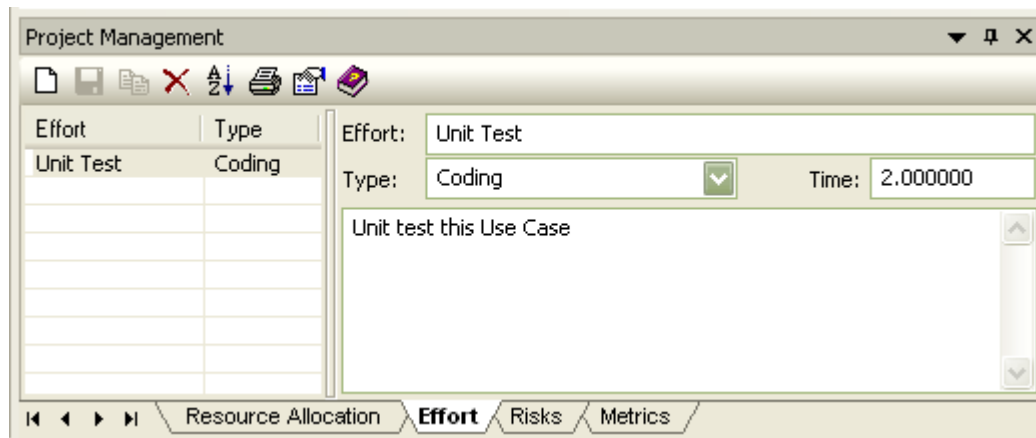 Project Management
Effort Type
Unit Test Coding
Effort: Unit Test
Type: Coding Time: 2.000000
Unit test this Use Case
Resource Allocation Effort Risks Metrics